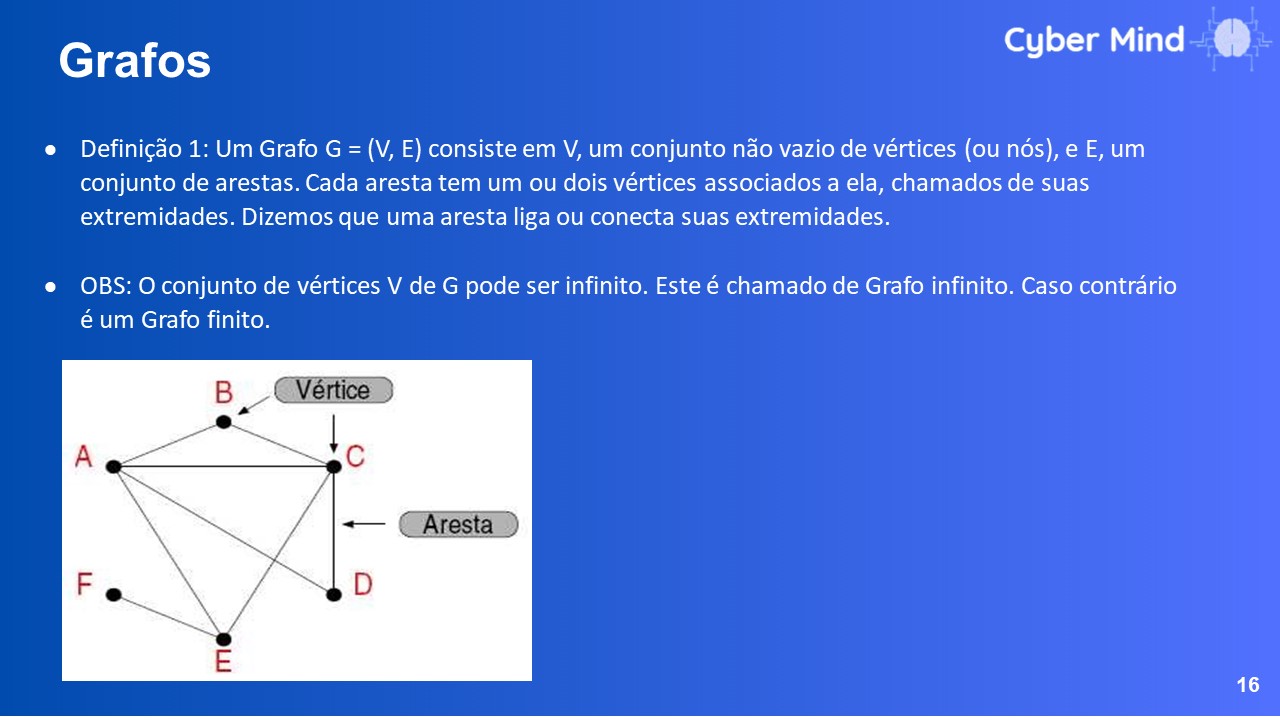 Grafos
Cyber Mind
● Definição 1: Um Grafo G = (V, E) consiste em V, um conjunto não vazio de vértices (ou nós), e E, um
conjunto de arestas. Cada aresta tem um ou dois vértices associados a ela, chamados de suas
extremidades. Dizemos que uma aresta liga ou conecta suas extremidades.
● OBS: O conjunto de vértices V de G pode ser infinito. Este é chamado de Grafo infinito. Caso contrário
é um Grafo finito.
B
Vértice
A
C
Aresta
F
D
E
16